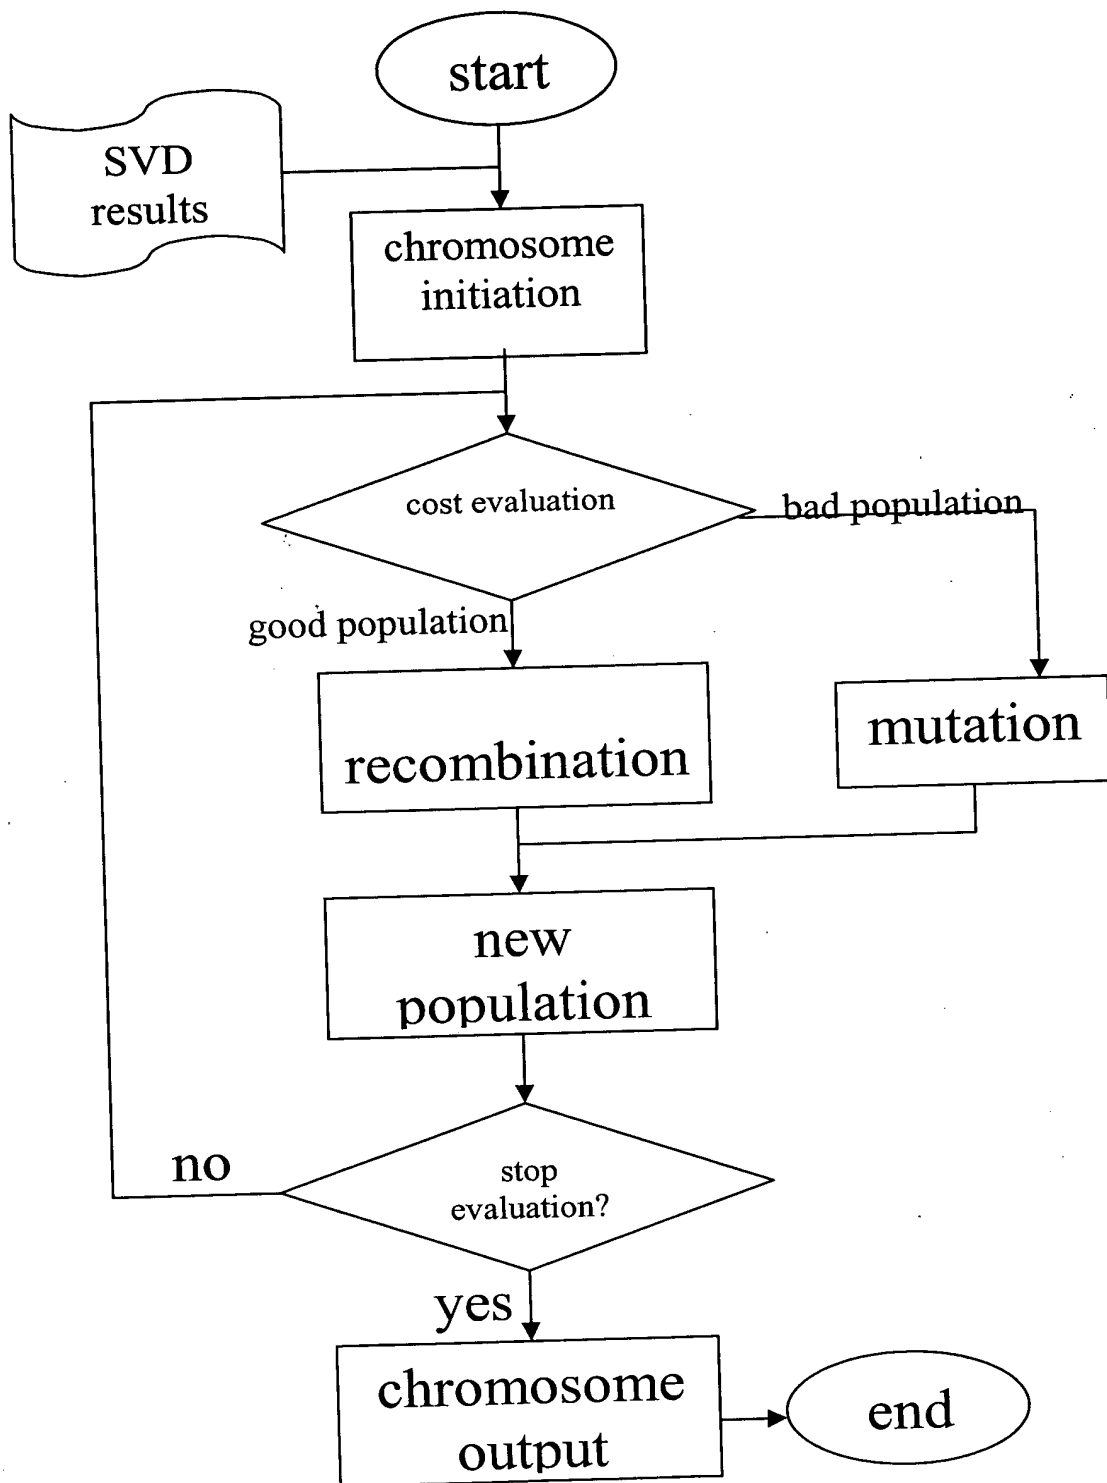 start
SVD
results
chromosome
initiation
cost evaluation
bad population
good population
recombination
mutation
new
population
no
stop
evaluation?
yes
chromosome
output
end